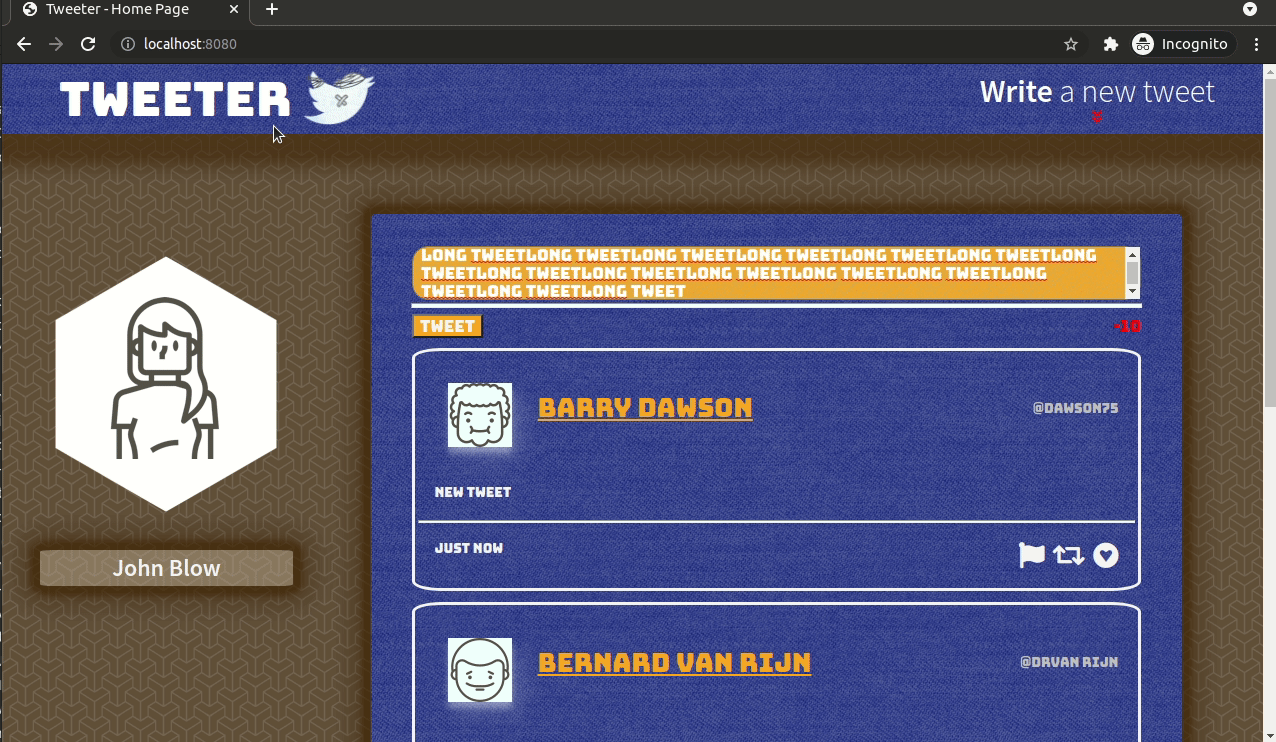 Tweeter - Home Page
localhost:8080
Incognito
TWEETER
Write a new tweet
LONG TWEETLONG TWEETLONG TWEETLONG TWEETLONG TWEETLONG TWEETLONG
TWEETLONG TWEETLONG TWEETLONG TWEETLONG TWEETLONG TWEETLONG
TWEETLONG TWEETLONG TWEET
TWEET
-10
BARRY DAWSON
@DAWSON75
NEW TWEET
JUST NOW
John Blow
BERNARD VAN RIJN
@DRVAN RIJN